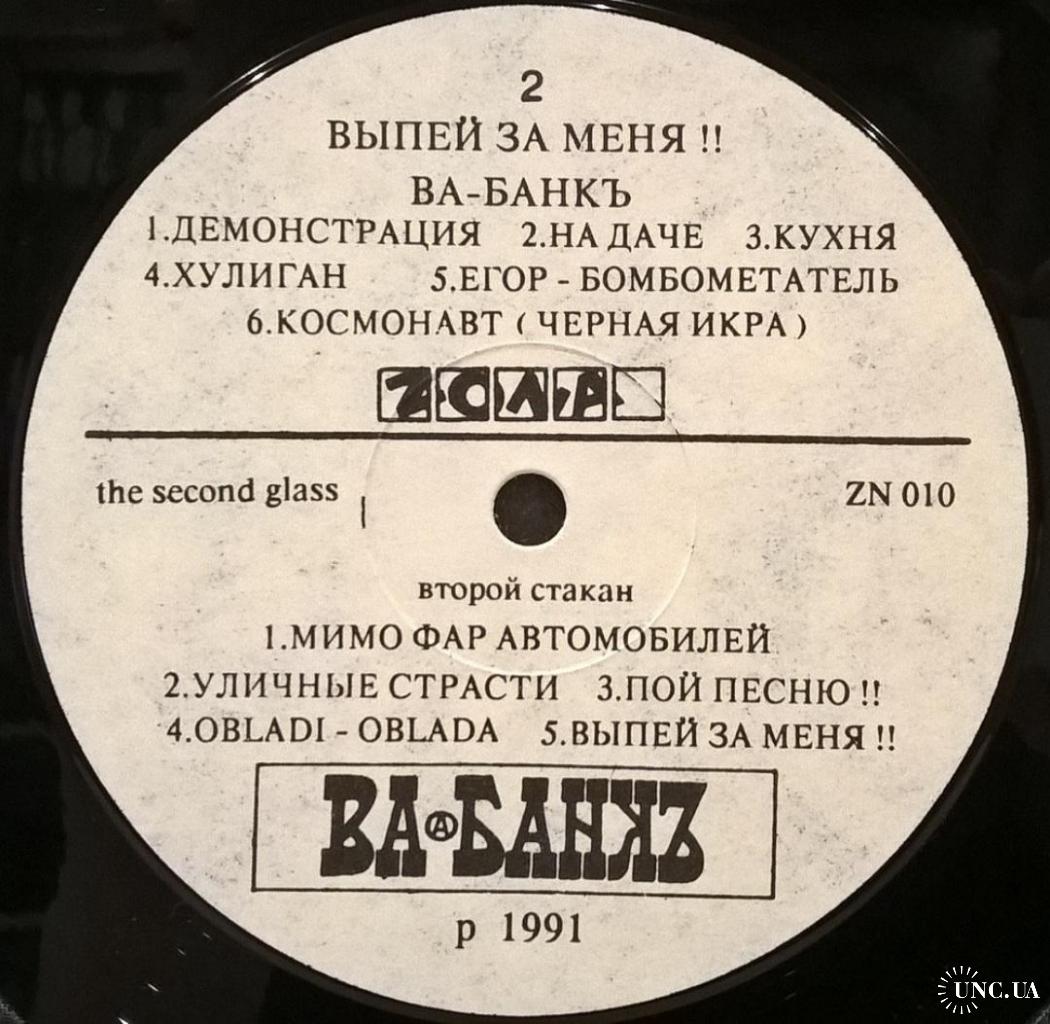 2
ВЫПЕЙ ЗА МЕНЯ !!
ВА-БАНКЪ
1.ДЕМОНСТРАЦИЯ 2.НА ДАЧЕ 3.КУХНЯ
4.ХУЛИГАН 5.ЕГОР - БОМБОМЕТАТЕЛЬ
6.КОСМОНАВТ ( ЧЕРНАЯ ИКРА )
ZОЛА
the second glass ZN 010
второй стакан
1.МИМО ФАР АВТОМОБИЛЕЙ
2.УЛИЧНЫЕ СТРАСТИ 3.ПОЙ ПЕСНЮ !!
4.OBLADI - OBLADA 5.ВЫПЕЙ ЗА МЕНЯ !!
ВА Ⓐ БАНКЪ
p 1991
UNC.UA